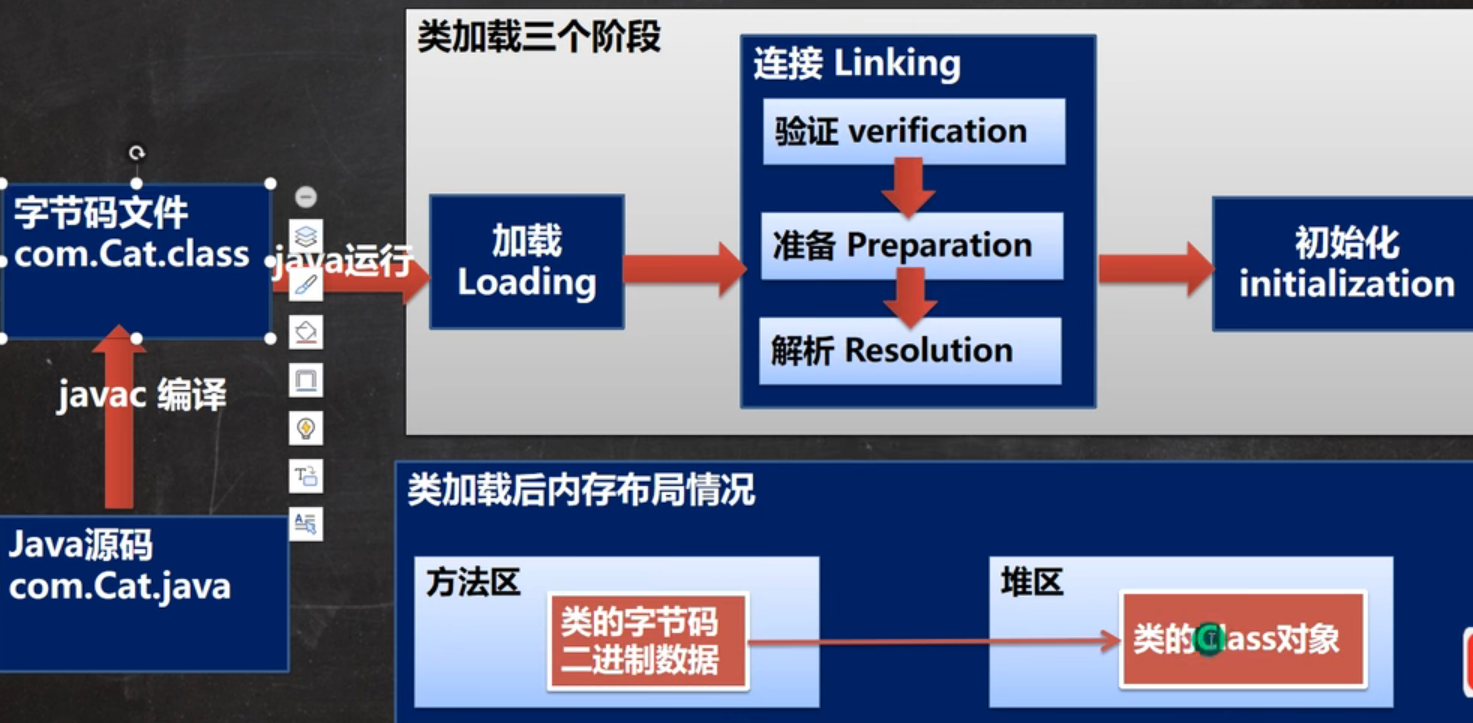 类加载三个阶段
连接 Linking
验证 verification
字节码文件
com.Cat.class
java运行
加载
Loading
准备 Preparation
初始化
initialization
解析 Resolution
javac 编译
类加载后内存布局情况
Java源码
com.Cat.java
方法区
类的字节码
二进制数据
堆区
类的Class对象